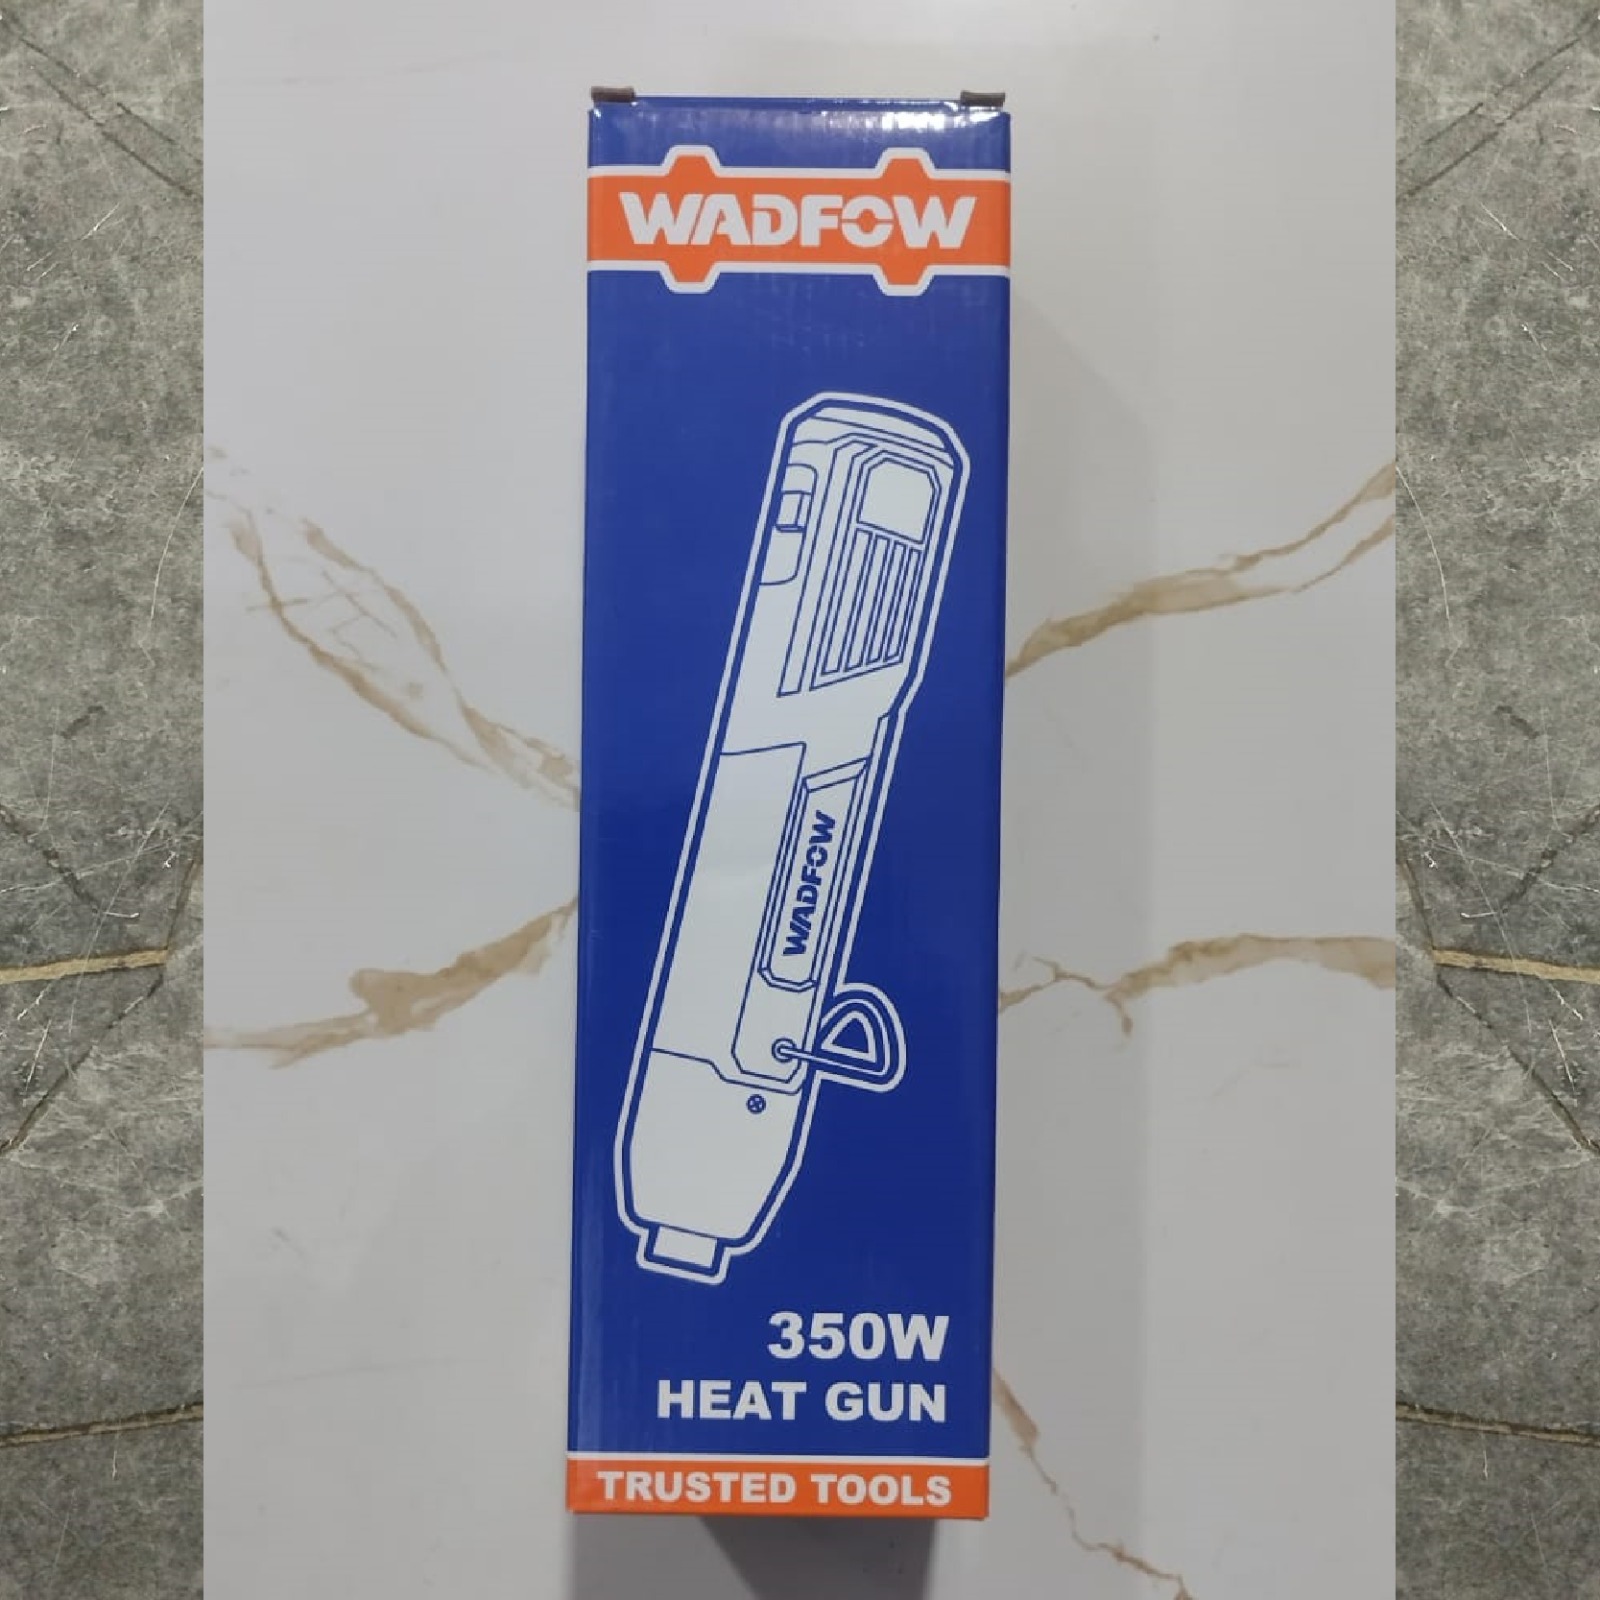 WADFOW
WADFOW
350W
HEAT GUN
TRUSTED TOOLS